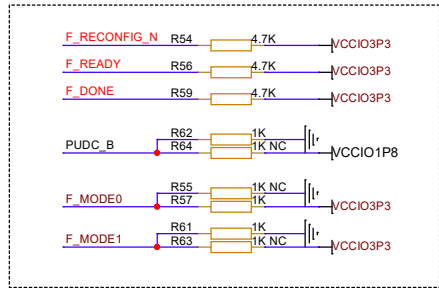 F_RECONFIG_N R54 4.7K VCCIO3P3
F_READY R56 4.7K VCCIO3P3
F_DONE R59 4.7K VCCIO3P3
R62 1K
PUDC_B R64 1K NC VCCIO1P8
R55 1K NC
F_MODE0 R57 1K VCCIO3P3
R61 1K
F_MODE1 R63 1K NC VCCIO3P3